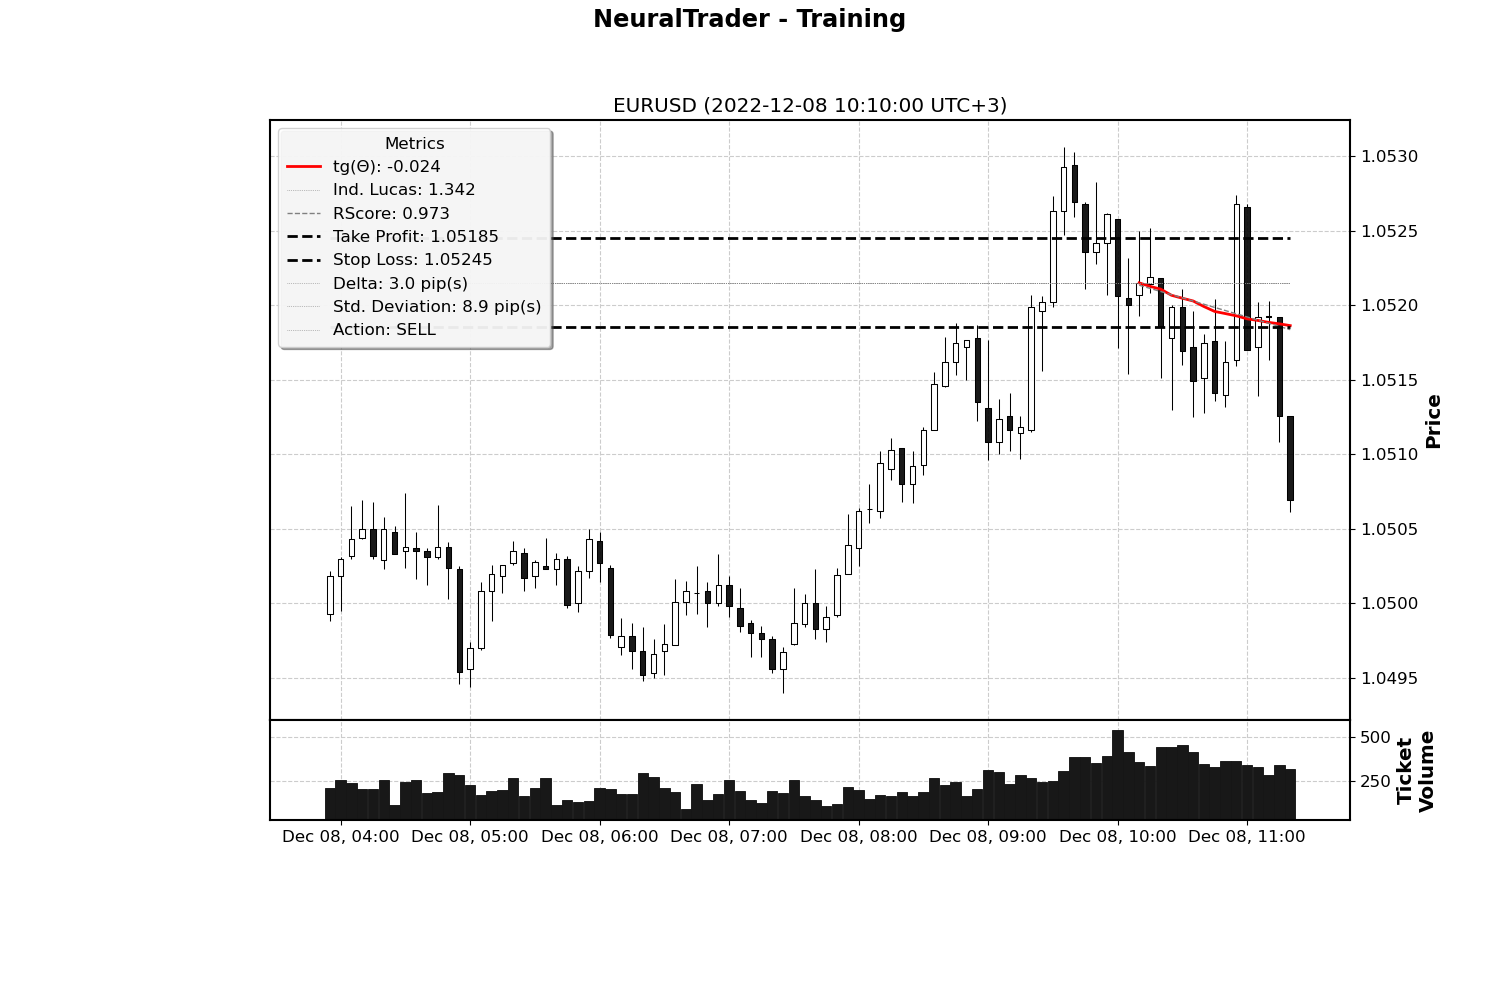 NeuralTrader - Training
EURUSD (2022-12-08 10:10:00 UTC+3)
Metrics
tg(Θ): -0.024
Ind. Lucas: 1.342
RScore: 0.973
Take Profit: 1.05185
Stop Loss: 1.05245
Delta: 3.0 pip(s)
Std. Deviation: 8.9 pip(s)
Action: SELL
1.0530
1.0525
1.0520
1.0515
1.0510
1.0505
1.0500
1.0495
Price
500
250
Ticket
Volume
Dec 08, 04:00 Dec 08, 05:00 Dec 08, 06:00 Dec 08, 07:00 Dec 08, 08:00 Dec 08, 09:00 Dec 08, 10:00 Dec 08, 11:00